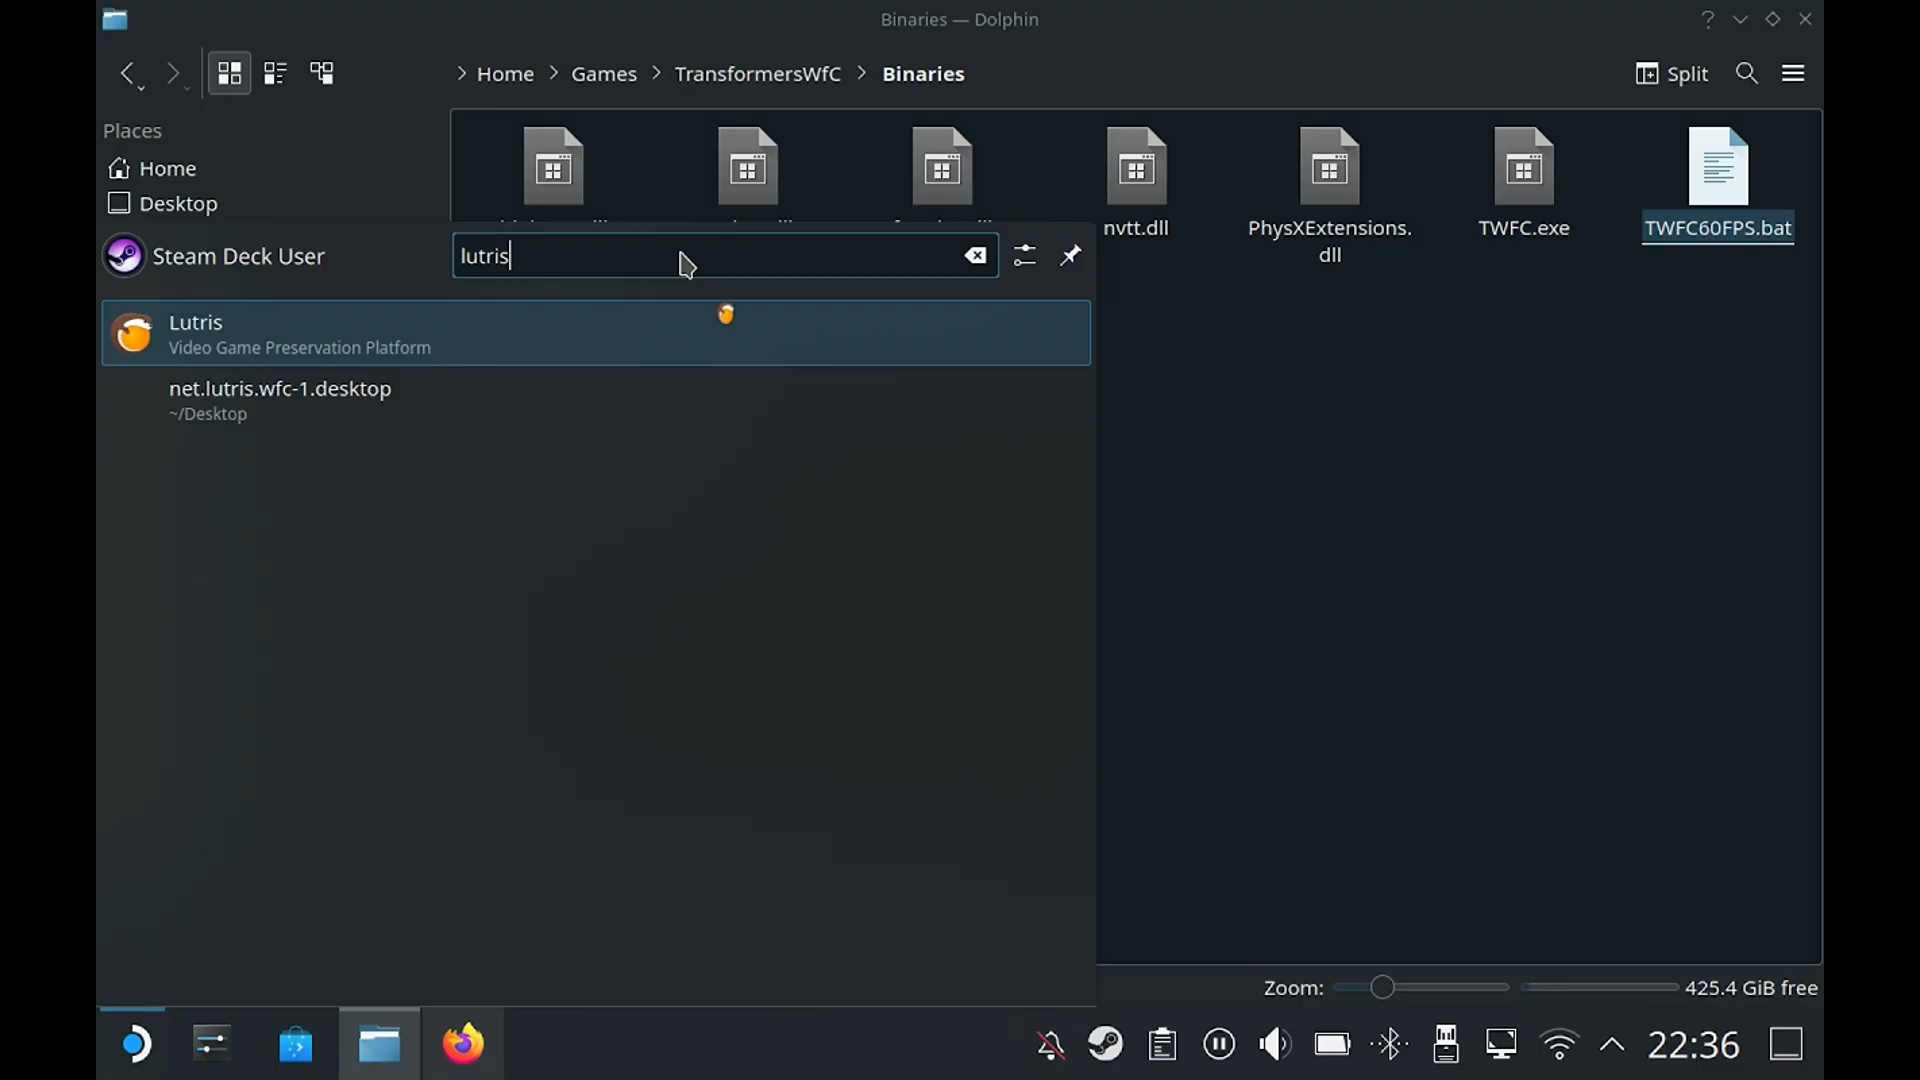 Binaries — Dolphin
Home > Games > TransformersWfC > Binaries
Split
Places
Home
Desktop
nvtt.dll
PhysXExtensions.
dll
TWFC.exe
TWFC60FPS.bat
Steam Deck User
lutris
Lutris
Video Game Preservation Platform
net.lutris.wfc-1.desktop
~/Desktop
Zoom:
425.4 GiB free
22:36